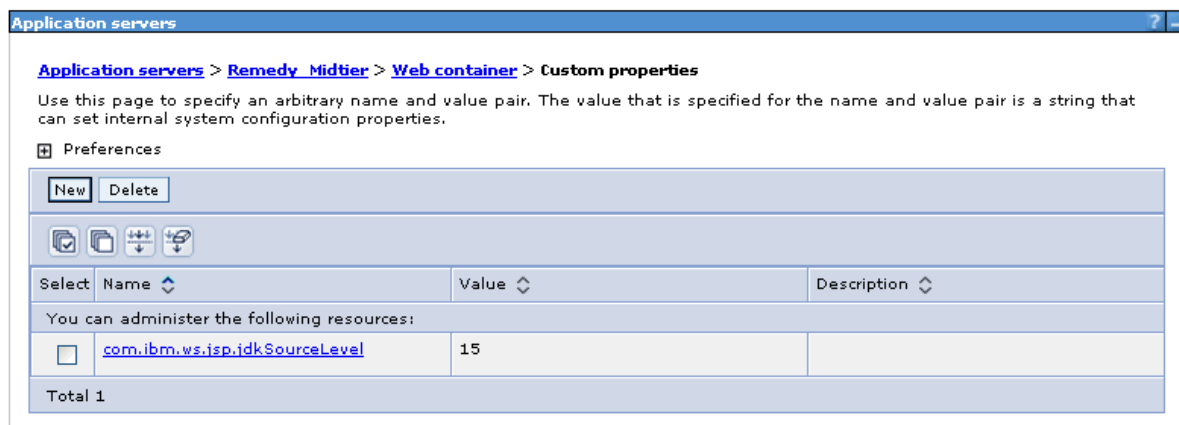 Application servers ? –
Application servers > Remedy_Midtier > Web container > Custom properties
Use this page to specify an arbitrary name and value pair. The value that is specified for the name and value pair is a string that
can set internal system configuration properties.
Preferences
New Delete
Select Name Value Description
You can administer the following resources:
com.ibm.ws.jsp.jdkSourceLevel 15
Total 1